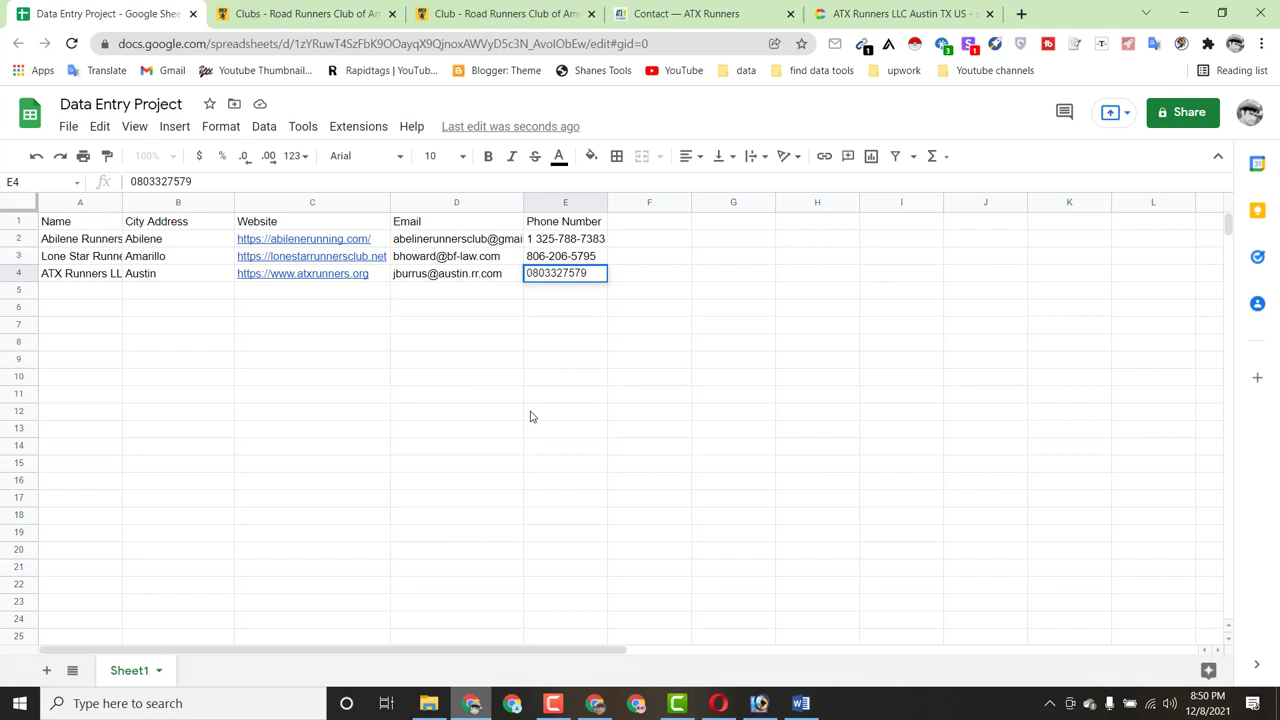 Data Entry Project - Google Shee
Clubs - Road Runners Club of Am
Club - Road Runners Club of Ame
Contact — ATX Runners
ATX Runners LLC Austin TX US - s
docs.google.com/spreadsheets/d/1zYRuwT4SzFbK9OGtyqX9OjnoxAWVyD5c3N_tvoIObEw/edit#gid=0
Apps
Translate
Gmail
Youtube Thumbnail...
Rapidtags | YouTub...
Blogger: Theme
Shanes Tools
YouTube
data
find data tools
upwork
Youtube channels
Reading list
Data Entry Project
File Edit View Insert Format Data Tools Extensions Help Last edit was seconds ago
Share
100% $ % .0 .00 123 Arial 10 B I S A
E4 fx 0803327579
A B C D E F G H I J K L
1 Name City Address Website Email Phone Number
2 Abilene Runners Abilene https://abilenerunning.com/ abelinerunnersclub@gmai 1 325-788-7383
3 Lone Star Runne Amarillo https://lonestarrunnersclub.net bhoward@bf-law.com 806-206-5795
4 ATX Runners LL Austin https://www.atxrunners.org jburrus@austin.rr.com 0803327579
5
6
7
8
9
10
11
12
13
14
15
16
17
18
19
20
21
22
23
24
25
Sheet1
Type here to search
8:50 PM
12/8/2021